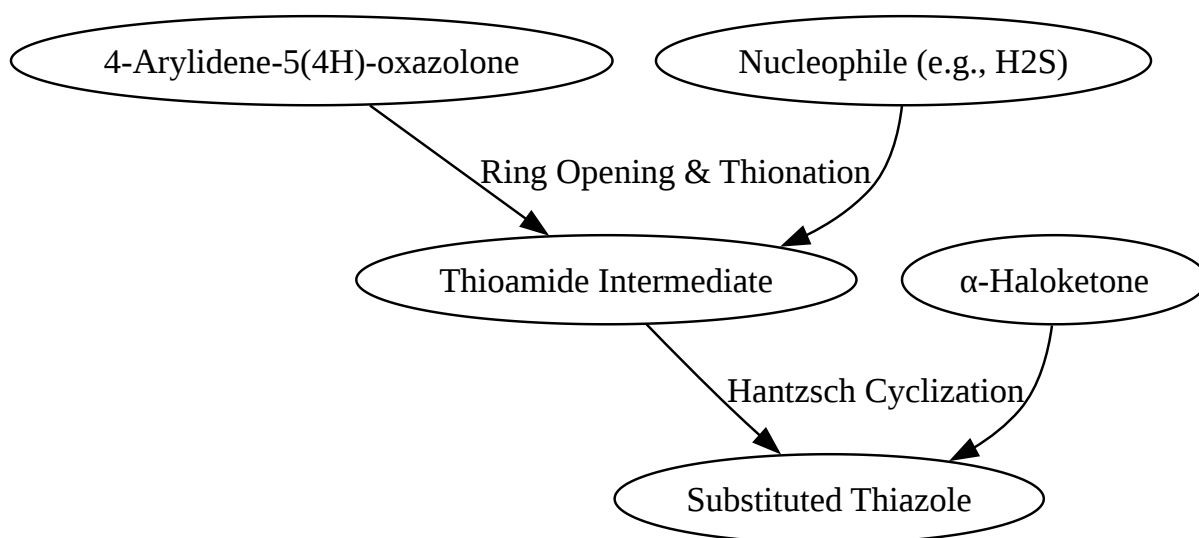 4-Arylidene-5(4H)-oxazolone
Nucleophile (e.g., H2S)
Ring Opening & Thionation
Thioamide Intermediate
α-Haloketone
Hantzsch Cyclization
Substituted Thiazole